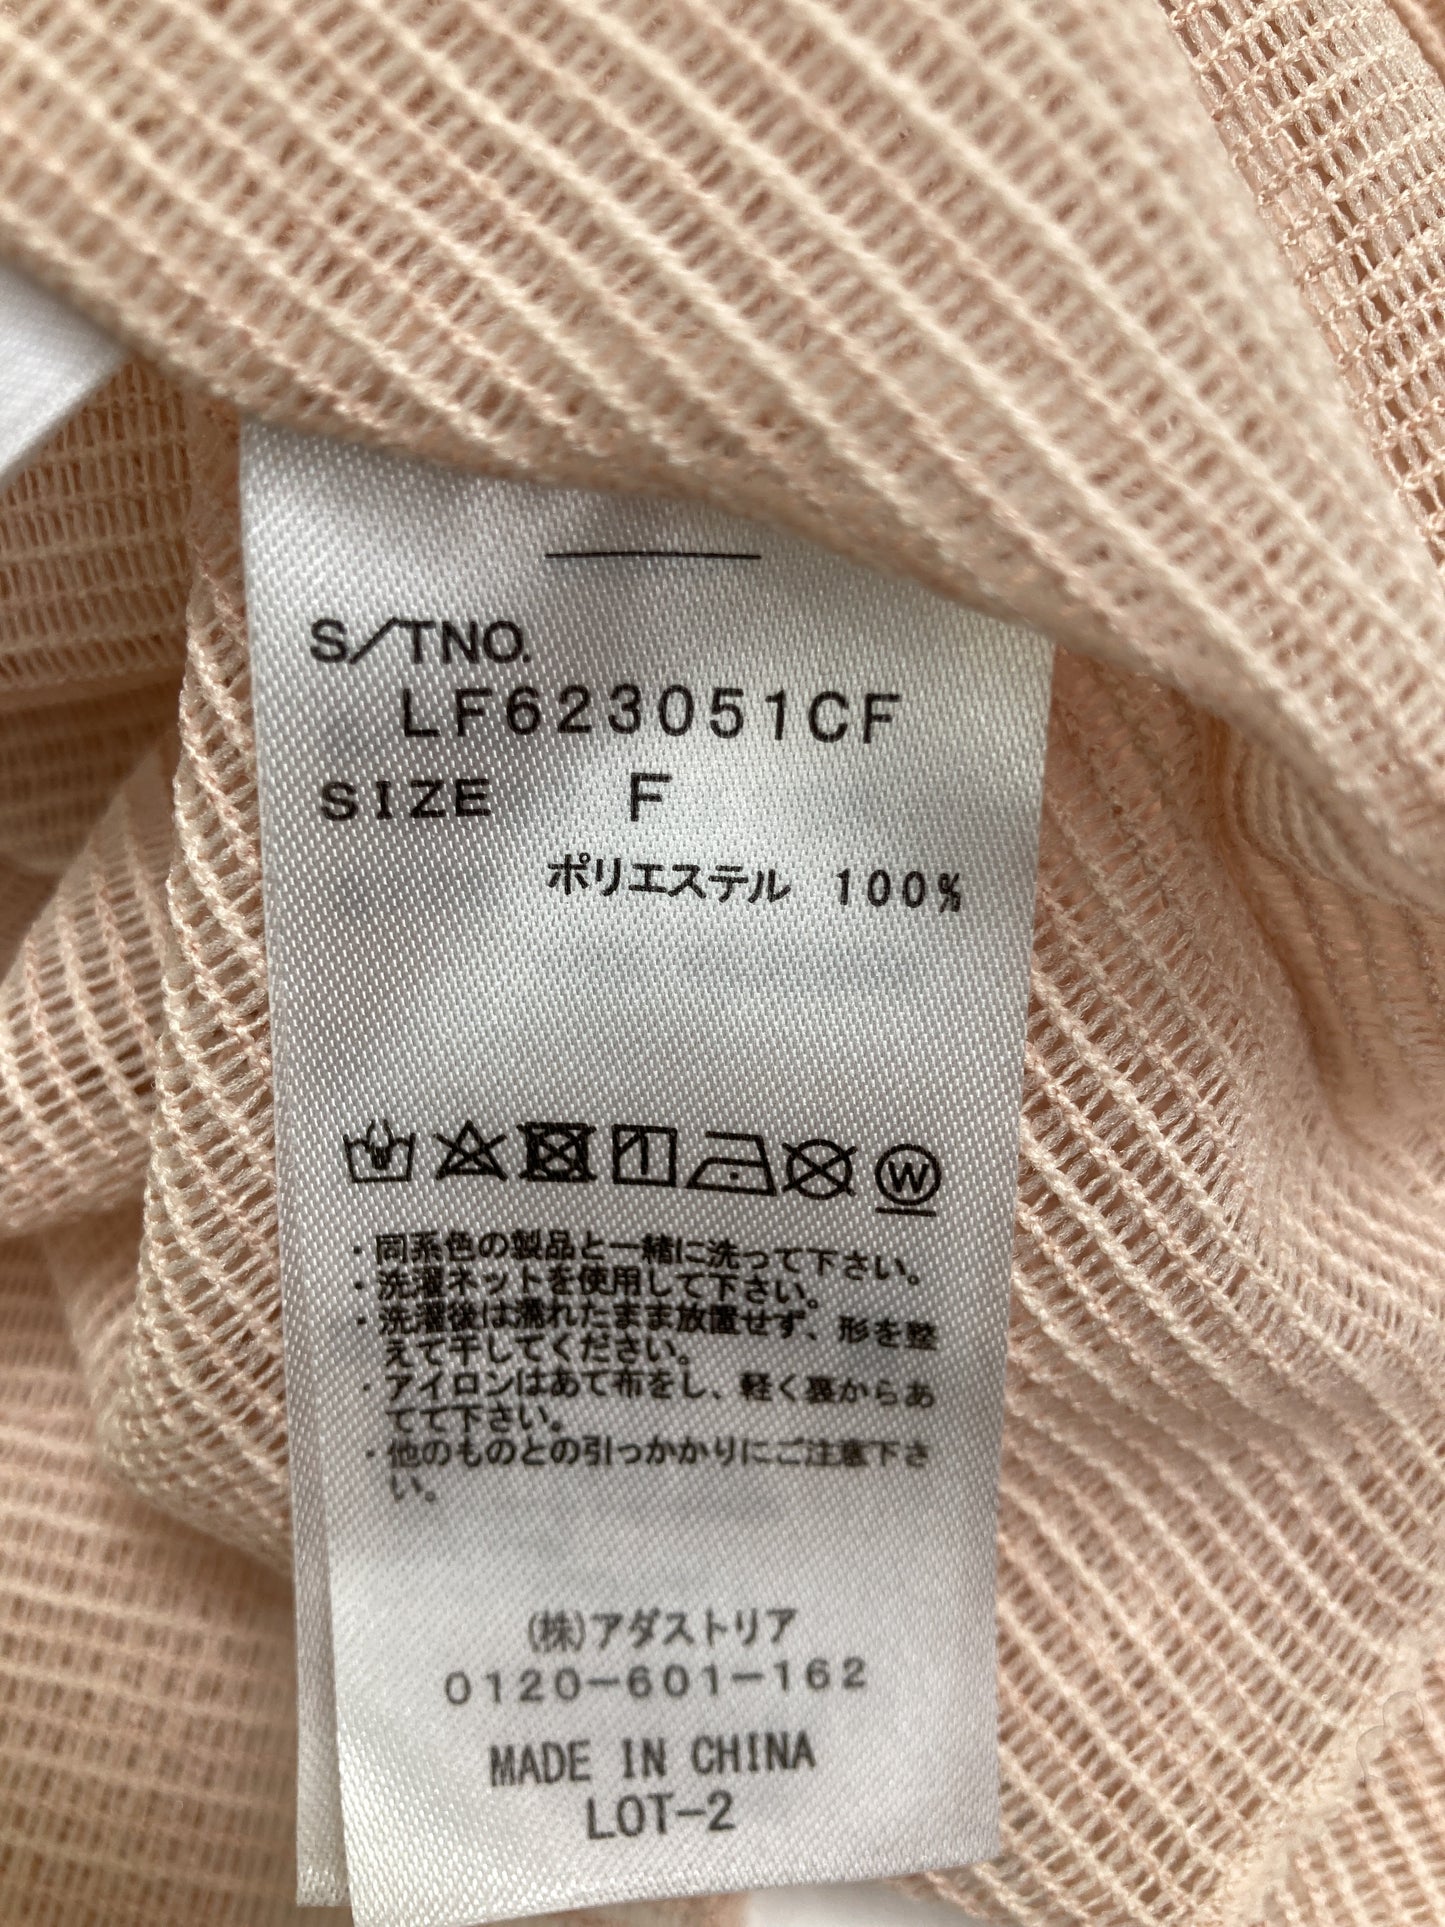 S/TNO.
LF623051CF
SIZE F
ポリエステル 100%
W
・同系色の製品と一緒に洗って下さい。
・洗濯ネットを使用して下さい。
・洗濯後は濡れたまま放置せず、形を整
えて干してください。
・アイロンはあて布をし、軽く裏からあ
てて下さい。
・他のものとの引っかかりにご注意下さ
い。
(株)アダストリア
0120-601-162
MADE IN CHINA
LOT-2